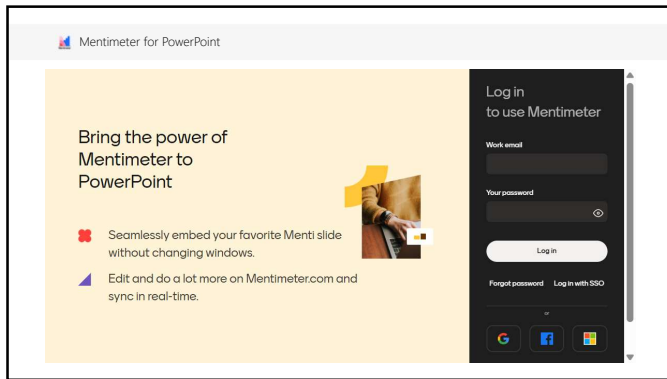 Mentimeter for PowerPoint
Bring the power of
Mentimeter to
PowerPoint
Seamlessly embed your favorite Menti slide
without changing windows.
Edit and do a lot more on Mentimeter.com and
sync in real-time.
Log in
to use Mentimeter
Work email
Your password
Log in
Forgot password Log in with SSO
or